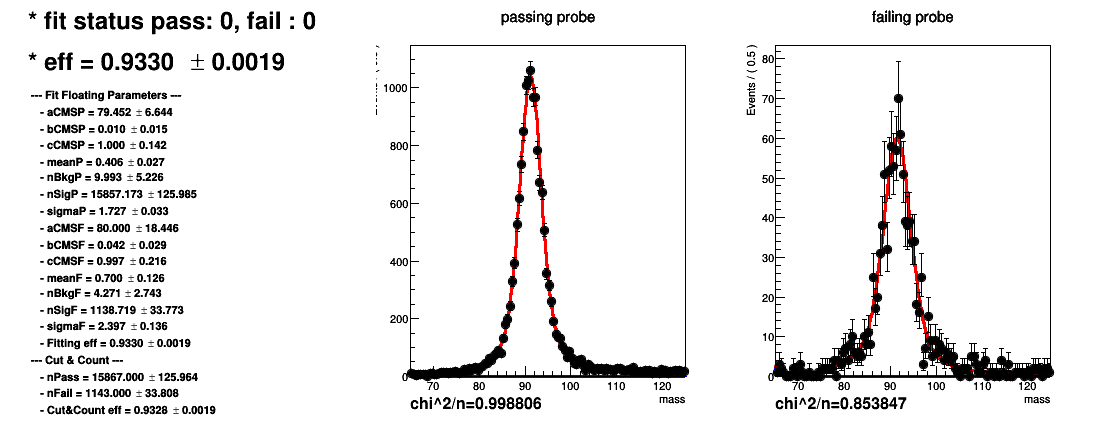 * fit status pass: 0, fail : 0
* eff = 0.9330 ± 0.0019
--- Fit Floating Parameters ---
- aCMSP = 79.452 ± 6.644
- bCMSP = 0.010 ± 0.015
- cCMSP = 1.000 ± 0.142
- meanP = 0.406 ± 0.027
- nBkgP = 9.993 ± 5.226
- nSigP = 15857.173 ± 125.985
- sigmaP = 1.727 ± 0.033
- aCMSF = 80.000 ± 18.446
- bCMSF = 0.042 ± 0.029
- cCMSF = 0.997 ± 0.216
- meanF = 0.700 ± 0.126
- nBkgF = 4.271 ± 2.743
- nSigF = 1138.719 ± 33.773
- sigmaF = 2.397 ± 0.136
- Fitting eff = 0.9330 ± 0.0019
--- Cut & Count ---
- nPass = 15867.000 ± 125.964
- nFail = 1143.000 ± 33.808
- Cut&Count eff = 0.9328 ± 0.0019
passing probe
1000
800
600
400
200
0
70 80 90 100 110 120
mass
chi^2/n=0.998806
failing probe
Events / ( 0.5 )
80
70
60
50
40
30
20
10
0
70 80 90 100 110 120
mass
chi^2/n=0.853847